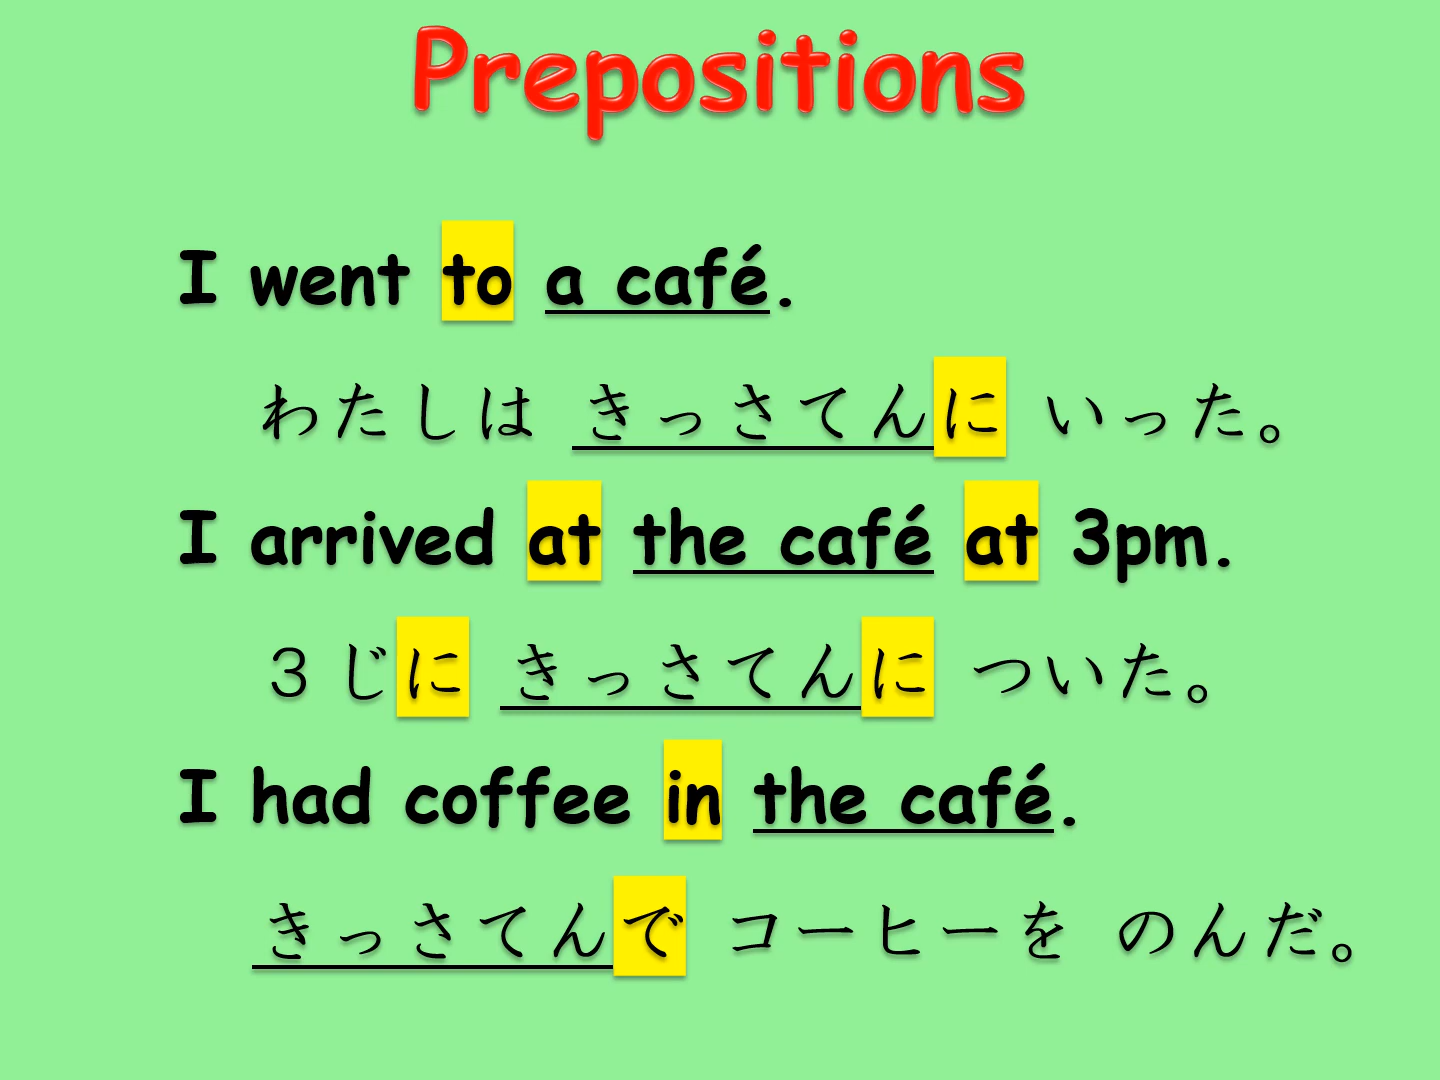 Prepositions
I went to a café.
わたしは きっさてんに いった。
I arrived at the café at 3pm.
３じに きっさてんに ついた。
I had coffee in the café.
きっさてんで コーヒーを のんだ。